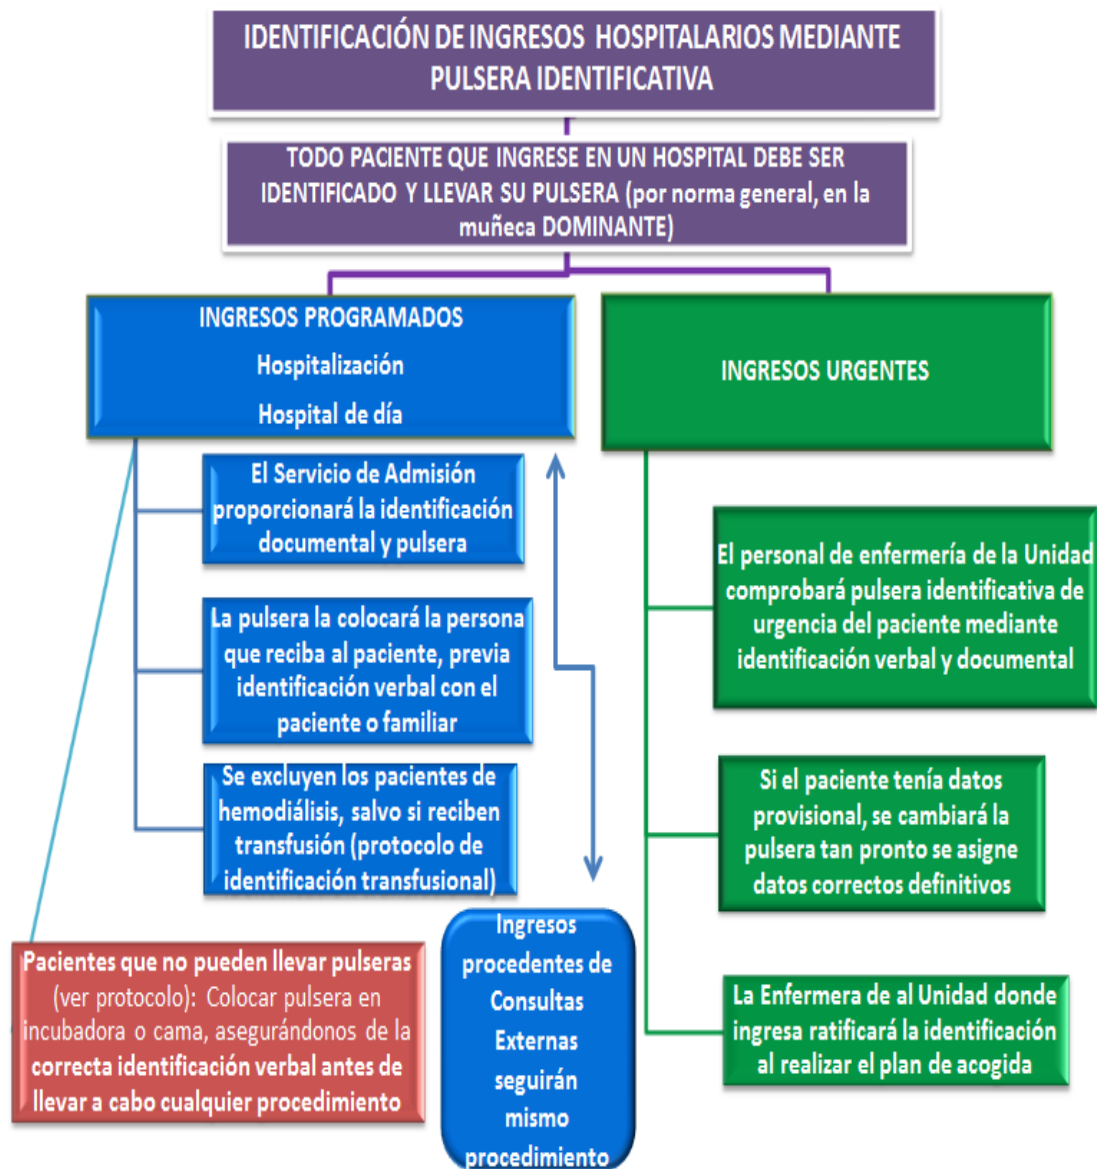 IDENTIFICACIÓN DE INGRESOS HOSPITALARIOS MEDIANTE
PULSERA IDENTIFICATIVA
TODO PACIENTE QUE INGRESE EN UN HOSPITAL DEBE SER
IDENTIFICADO Y LLEVAR SU PULSERA (por norma general, en la
muñeca DOMINANTE)
INGRESOS PROGRAMADOS
Hospitalización
Hospital de día
El Servicio de Admisión
proporcionará la identificación
documental y pulsera
La pulsera la colocará la persona
que reciba al paciente, previa
identificación verbal con el
paciente o familiar
Se excluyen los pacientes de
hemodiálisis, salvo si reciben
transfusión (protocolo de
identificación transfusional)
Pacientes que no pueden llevar pulseras
(ver protocolo): Colocar pulsera en
incubadora o cama, asegurándonos de la
correcta identificación verbal antes de
llevar a cabo cualquier procedimiento
Ingresos
procedentes de
Consultas
Externas
seguirán
mismo
procedimiento
INGRESOS URGENTES
El personal de enfermería de la Unidad
comprobará pulsera identificativa de
urgencia del paciente mediante
identificación verbal y documental
Si el paciente tenía datos
provisional, se cambiará la
pulsera tan pronto se asigne
datos correctos definitivos
La Enfermera de al Unidad donde
ingresa ratificará la identificación
al realizar el plan de acogida